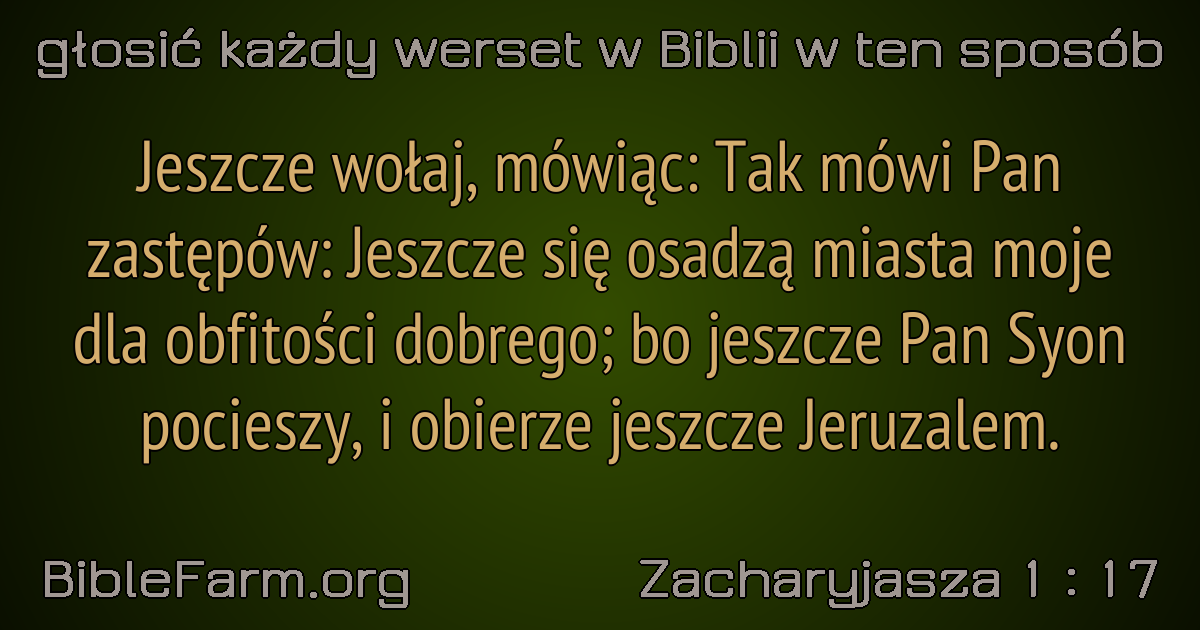 głosić każdy werset w Biblii w ten sposób
Jeszcze wołaj, mówiąc: Tak mówi Pan
zastępów: Jeszcze się osadzą miasta moje
dla obfitości dobrego; bo jeszcze Pan Syon
pocieszy, i obierze jeszcze Jeruzalem.
BibleFarm.org
Zacharyjasza 1 : 17